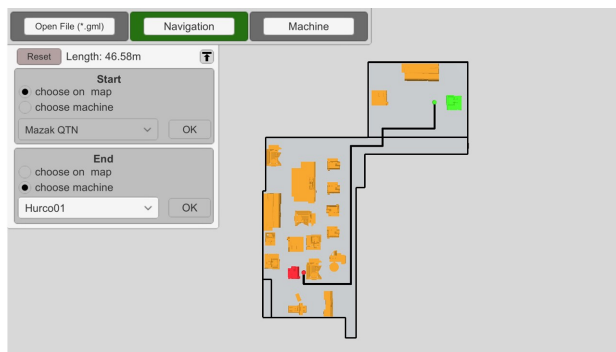 Open File (*.gml)
Navigation
Machine
Reset
Length: 46.58m
Start
choose on map
choose machine
Mazak QTN
OK
End
choose on map
choose machine
Hurco01
OK